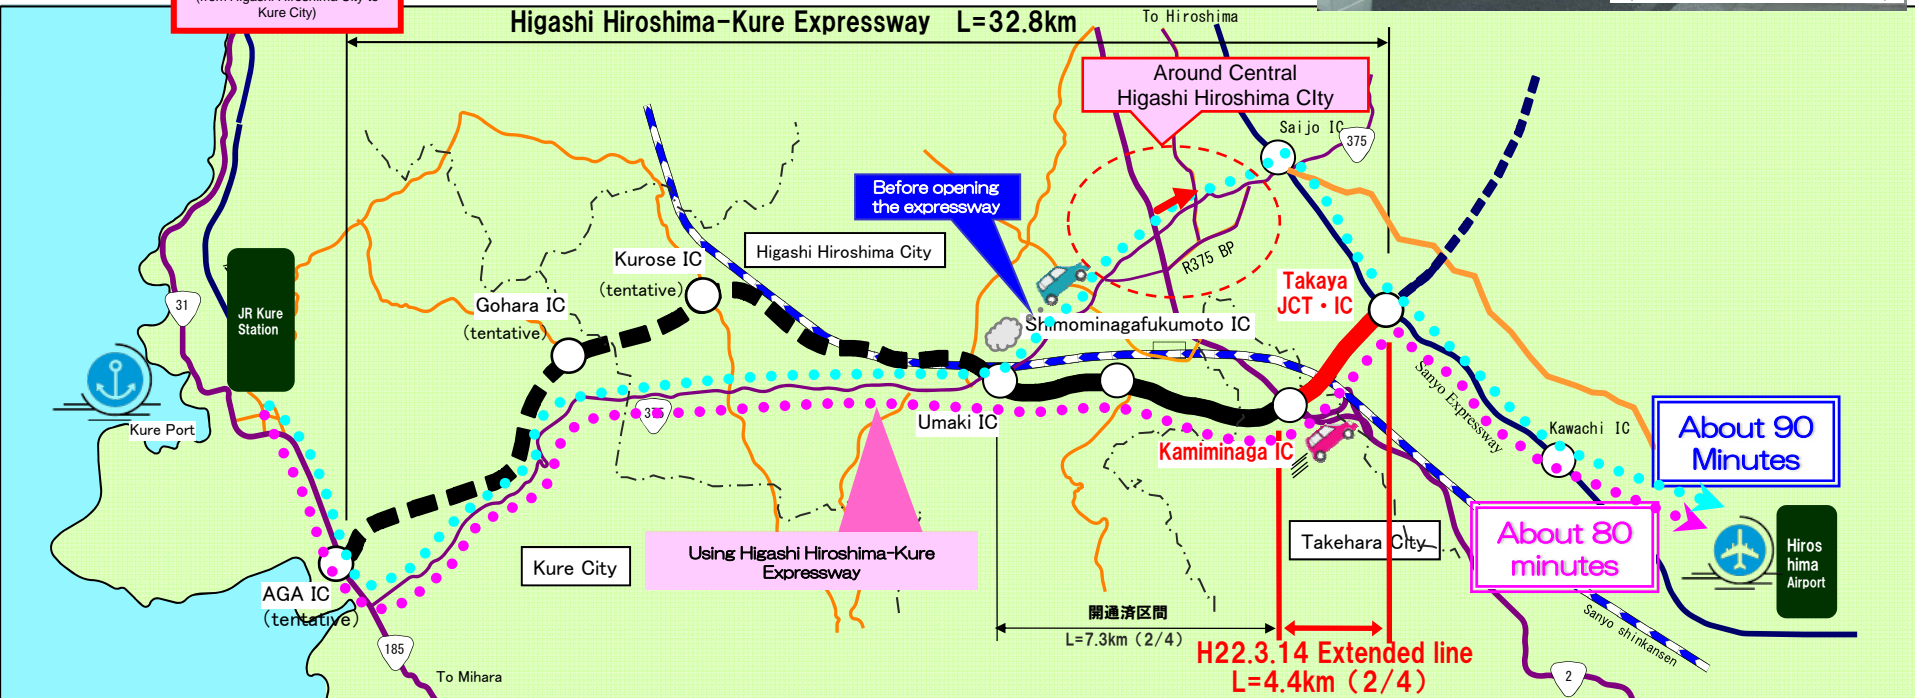 (from Higashi Hiroshima City to
Kure City)
Higashi Hiroshima-Kure Expressway L=32.8km
To Hiroshima
Around Central
Higashi Hiroshima CIty
Saijo IC
375
Before opening
the expressway
Higashi Hiroshima City
R375 BP
Kurose IC
(tentative)
Takaya
JCT・IC
31
JR Kure
Station
Gohara IC
(tentative)
Shimominagafukumoto IC
Sanyo Expressway
Kure Port
Umaki IC
Kamiminaga IC
Kawachi IC
About 90
Minutes
About 80
minutes
Hiros
hima
Airport
Using Higashi Hiroshima-Kure
Expressway
Kure City
Takehara City
AGA IC
(tentative)
開通済区間
L=7.3km (2/4)
H22.3.14 Extended line
L=4.4km (2/4)
Sanyo shinkansen
185
To Mihara
2